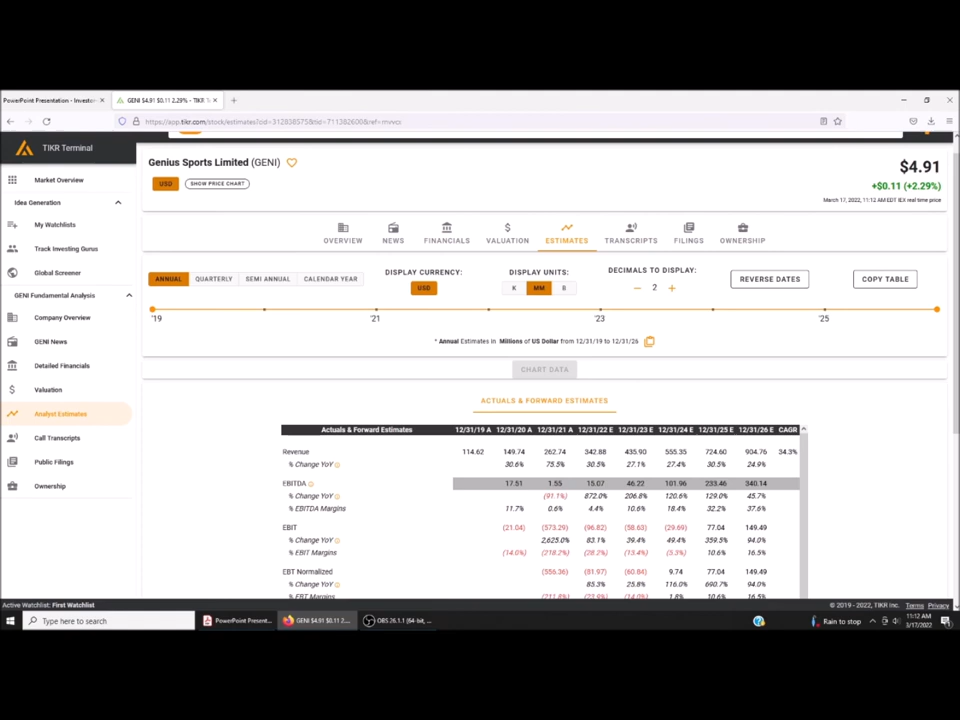 PowerPoint Presentation - Investor
GENI $4.91 $0.11 2.29% - TIKR T
TIKR Terminal
Market Overview
Idea Generation
My Watchlists
Track Investing Gurus
Global Screener
GENI Fundamental Analysis
Company Overview
GENI News
Detailed Financials
Valuation
Analyst Estimates
Call Transcripts
Public Filings
Ownership
Genius Sports Limited (GENI)
USD SHOW PRICE CHART
$4.91
+$0.11 (+2.29%)
March 17, 2022, 11:12 AM EDT IEX real time price
OVERVIEW NEWS FINANCIALS VALUATION ESTIMATES TRANSCRIPTS FILINGS OWNERSHIP
ANNUAL QUARTERLY SEMI ANNUAL CALENDAR YEAR
DISPLAY CURRENCY:
USD
DISPLAY UNITS:
K MM B
DECIMALS TO DISPLAY:
2
REVERSE DATES
COPY TABLE
'19 '21 '23 '25
* Annual Estimates in Millions of US Dollar from 12/31/19 to 12/31/26
CHART DATA
ACTUALS & FORWARD ESTIMATES
Actuals & Forward Estimates 12/31/19 A 12/31/20 A 12/31/21 A 12/31/22 E 12/31/23 E 12/31/24 E 12/31/25 E 12/31/26 E CAGR
Revenue 114.62 149.74 262.74 342.88 435.90 555.35 724.60 904.76 34.3%
% Change YoY 30.6% 75.5% 30.5% 27.1% 27.4% 30.5% 24.9%
EBITDA 17.51 1.55 15.07 46.22 101.96 233.46 340.14
% Change YoY (91.1%) 872.0% 206.8% 120.6% 129.0% 45.7%
% EBITDA Margins 11.7% 0.6% 4.4% 10.6% 18.4% 32.2% 37.6%
EBIT (21.04) (573.29) (96.82) (58.63) (29.69) 77.04 149.49
% Change YoY 2,625.0% 83.1% 39.4% 49.4% 359.5% 94.0%
% EBIT Margins (14.0%) (218.2%) (28.2%) (13.4%) (5.3%) 10.6% 16.5%
EBT Normalized (556.36) (81.97) (60.84) 9.74 77.04 149.49
% Change YoY 85.3% 25.8% 116.0% 690.7% 94.0%
% EBT Margins (211.8%) (23.9%) (14.0%) 1.8% 10.6% 16.5%
Active Watchlist: First Watchlist
© 2019 - 2022, TIKR Inc. Terms Privacy
Type here to search
PowerPoint Present...
GENI $4.91 $0.11 2....
OBS 26.1.1 (64-bit, ...
Rain to stop
11:12 AM
3/17/2022